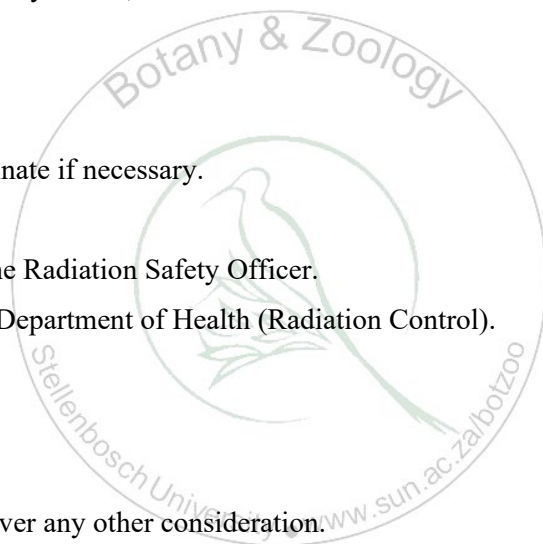 Botany & Zoology
nate if necessary.
e Radiation Safety Officer.
Department of Health (Radiation Control).
Stellenbosch University • www.sun.ac.za/botzoo
ver any other consideration.